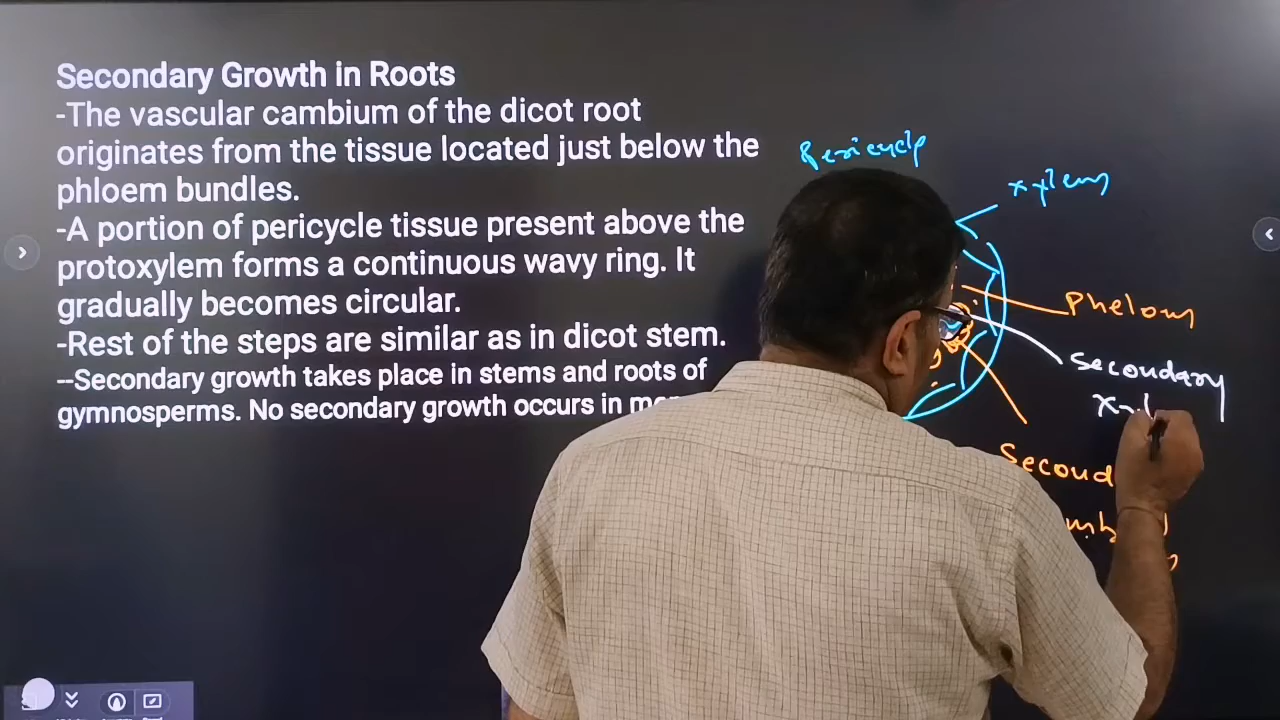 Secondary Growth in Roots
-The vascular cambium of the dicot root
originates from the tissue located just below the
phloem bundles.
-A portion of pericycle tissue present above the
protoxylem forms a continuous wavy ring. It
gradually becomes circular.
-Rest of the steps are similar as in dicot stem.
--Secondary growth takes place in stems and roots of
gymnosperms. No secondary growth occurs in
Pericycle
xylem
Pheloem
Secondary